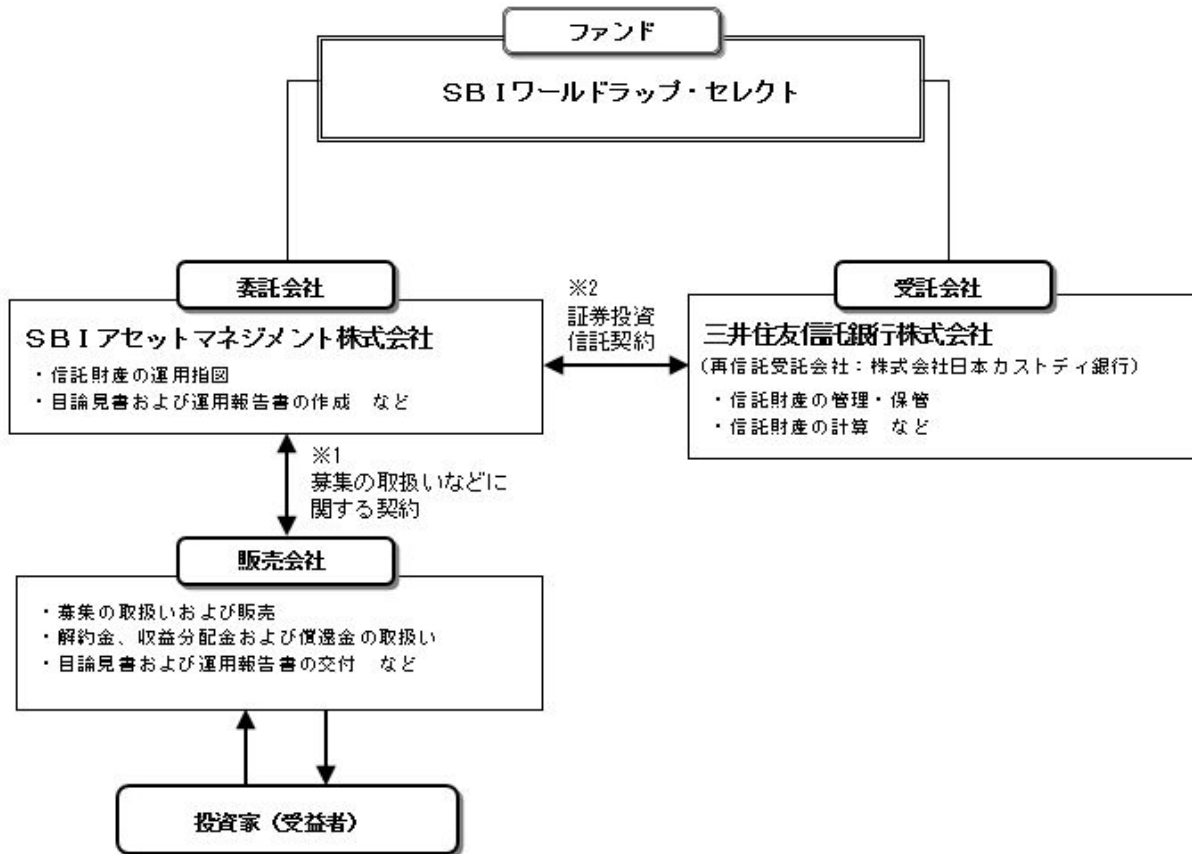 ファンド
ＳＢＩワールドラップ・セレクト
委託会社
ＳＢＩアセットマネジメント株式会社
・信託財産の運用指図
・目論見書および運用報告書の作成　など
※2
証券投資
信託契約
受託会社
三井住友信託銀行株式会社
（再信託受託会社：株式会社日本カストディ銀行）
・信託財産の管理・保管
・信託財産の計算　など
※1
募集の取扱いなどに
関する契約
販売会社
・募集の取扱いおよび販売
・解約金、収益分配金および償還金の取扱い
・目論見書および運用報告書の交付　など
投資家（受益者）